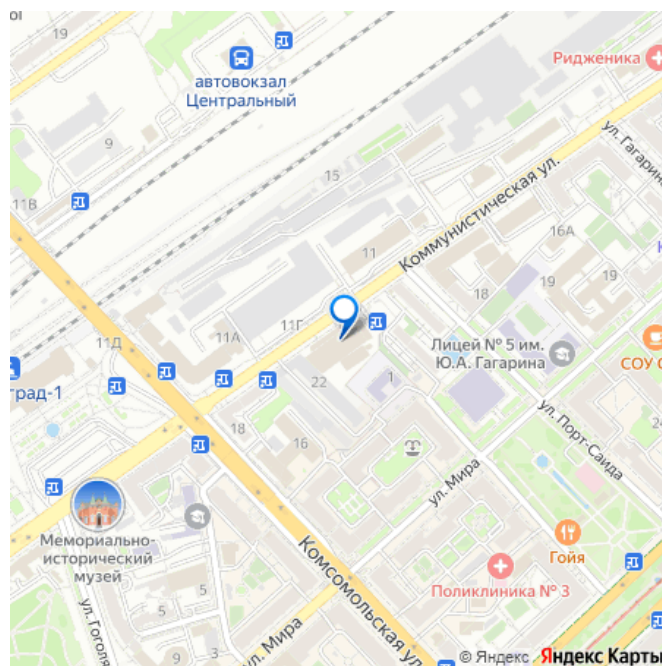 19
автовокзал
Центральный
Ридженика
9
ул. Гагарина
15
11В
Коммунистическая ул.
16А
11
18
19
11Г
11А
11Д
Лицей № 5 им.
Ю.А. Гагарина
СОУ
град-1
22
1
18
16
ул. Порт-Саида
24
ул. Мира
Гойя
Мемориально-
исторический
музей
Комсомольская ул.
Поликлиника № 3
5
5
3
ул. Гоголя
ул. Мира
9
© Яндекс Яндекс Карты